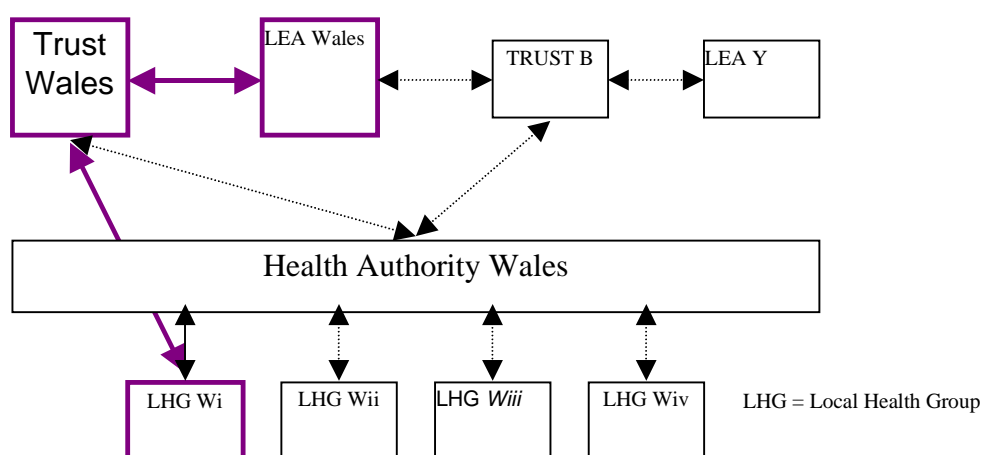 Trust
Wales
LEA Wales
TRUST B
LEA Y
Health Authority Wales
LHG Wi
LHG Wii
LHG Wiii
LHG Wiv
LHG = Local Health Group